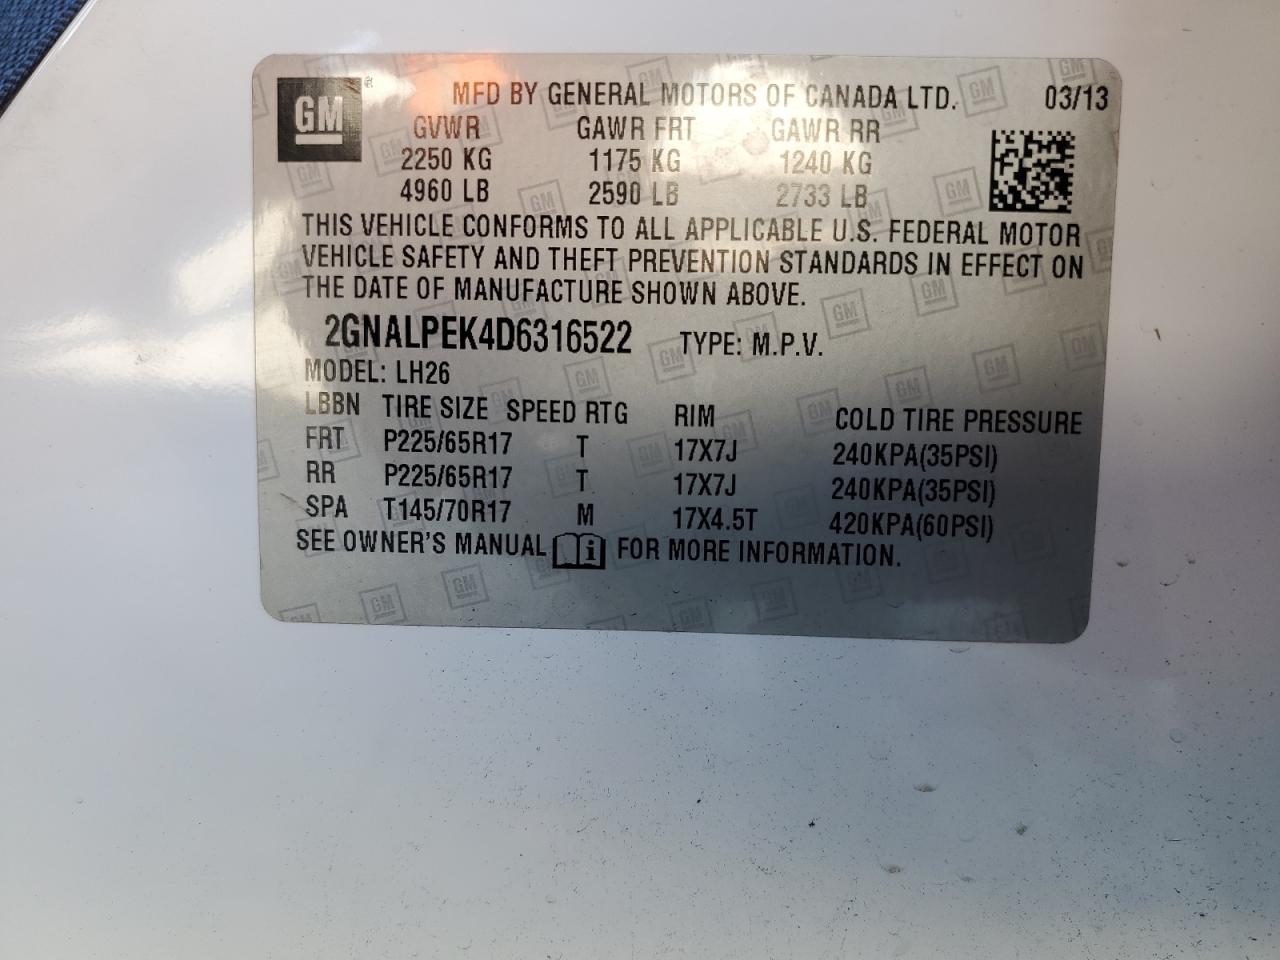 GM
MFD BY GENERAL MOTORS OF CANADA LTD. 03/13
GVWR GAWR FRT GAWR RR
2250 KG 1175 KG 1240 KG
4960 LB 2590 LB 2733 LB
THIS VEHICLE CONFORMS TO ALL APPLICABLE U.S. FEDERAL MOTOR
VEHICLE SAFETY AND THEFT PREVENTION STANDARDS IN EFFECT ON
THE DATE OF MANUFACTURE SHOWN ABOVE.
2GNALPEK4D6316522 TYPE: M.P.V.
MODEL: LH26
LBBN TIRE SIZE SPEED RTG RIM COLD TIRE PRESSURE
FRT P225/65R17 T 17X7J 240KPA(35PSI)
RR P225/65R17 T 17X7J 240KPA(35PSI)
SPA T145/70R17 M 17X4.5T 420KPA(60PSI)
SEE OWNER'S MANUAL i FOR MORE INFORMATION.